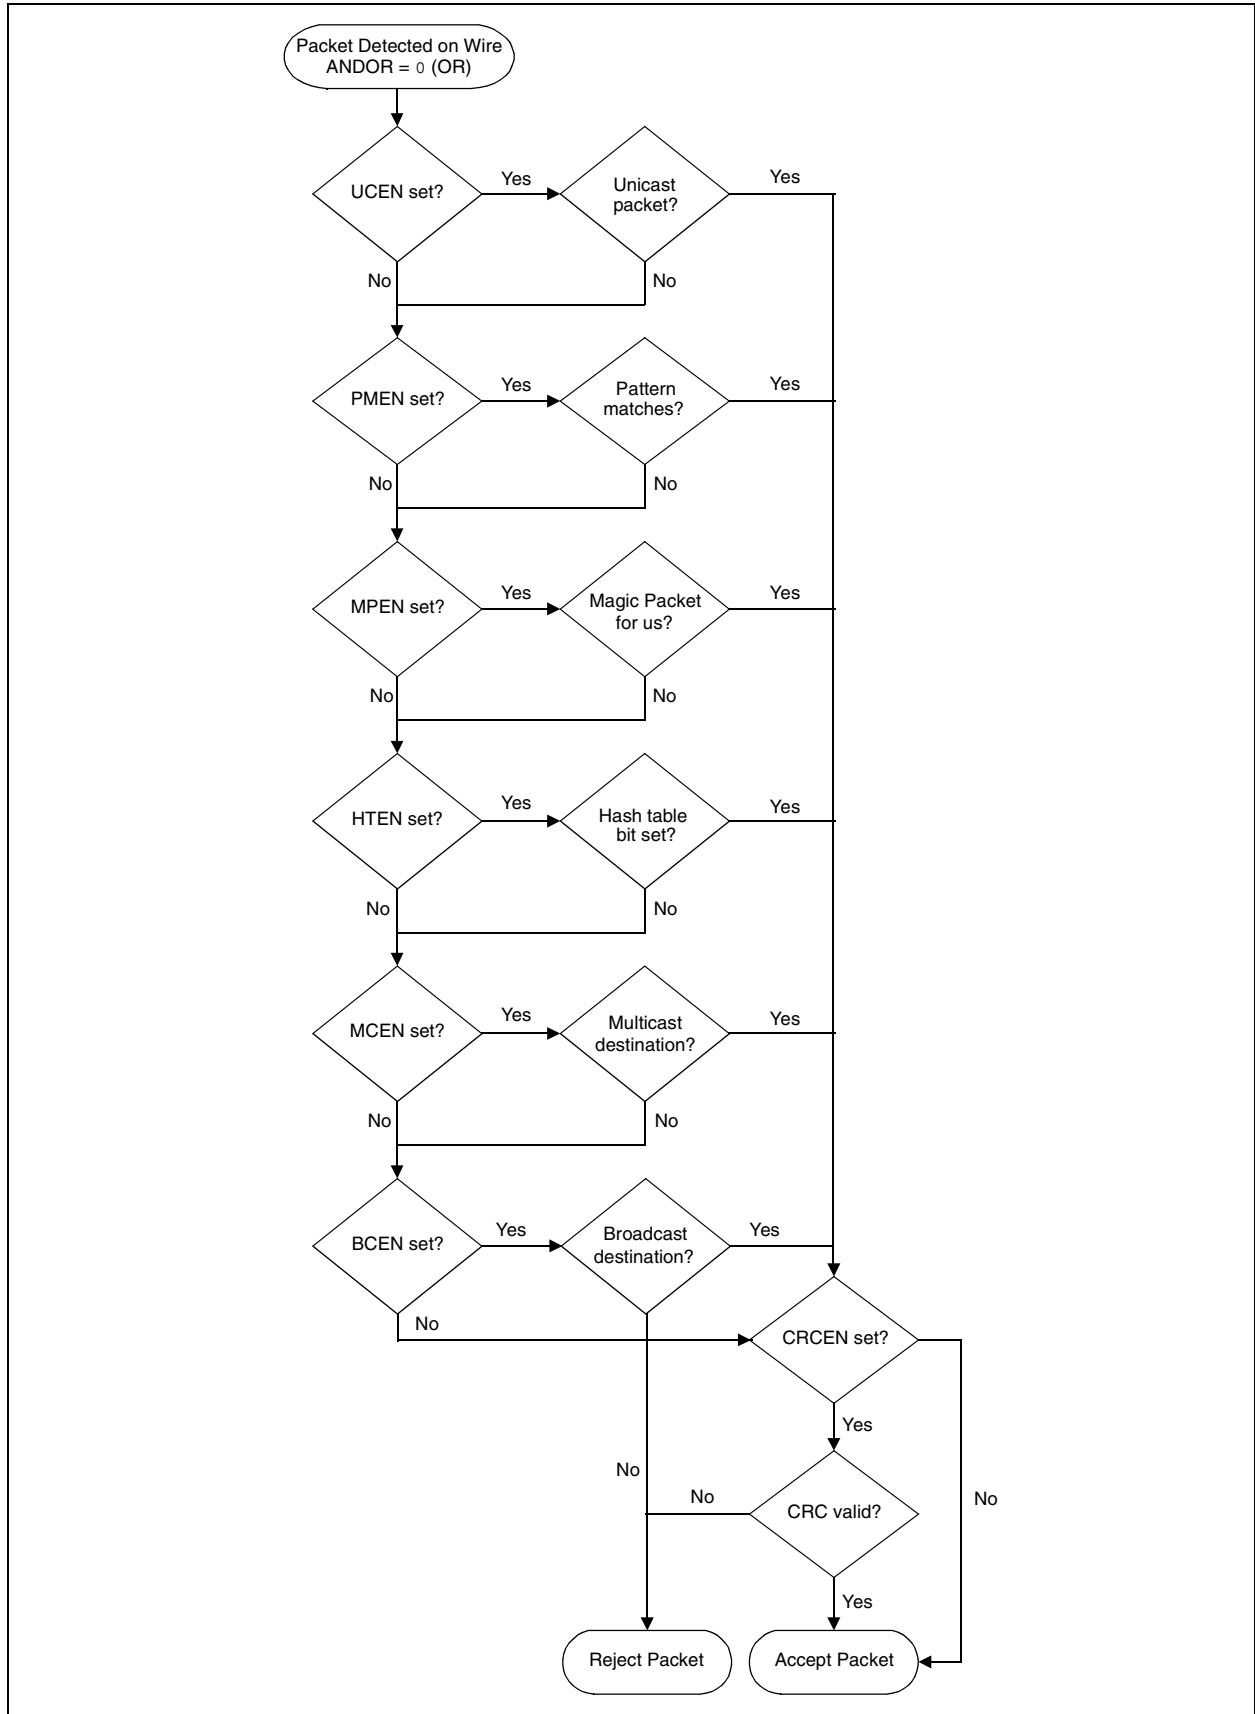 Packet Detected on Wire
ANDOR = 0 (OR)
UCEN set?
Yes
Unicast
packet?
Yes
No
No
PMEN set?
Yes
Pattern
matches?
Yes
No
No
MPEN set?
Yes
Magic Packet
for us?
Yes
No
No
HTEN set?
Yes
Hash table
bit set?
Yes
No
No
MCEN set?
Yes
Multicast
destination?
Yes
No
No
BCEN set?
Yes
Broadcast
destination?
Yes
No
CRCEN set?
Yes
No
No
No
CRC valid?
Yes
Reject Packet
Accept Packet